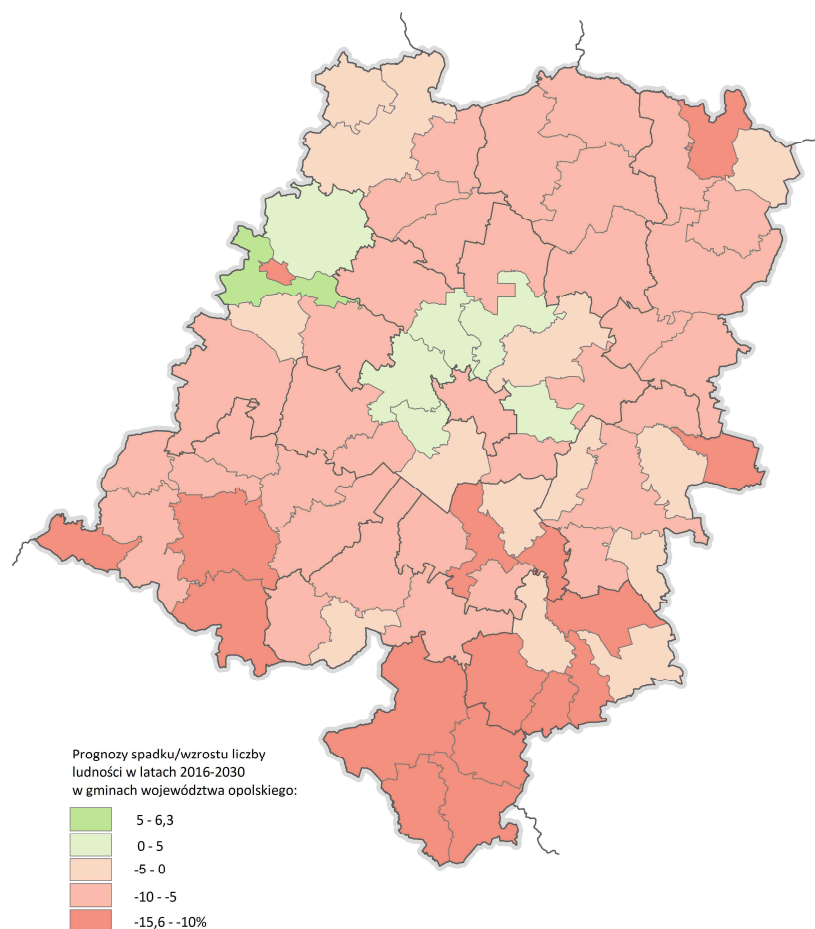 Prognozy spadku/wzrostu liczby
ludności w latach 2016-2030
w gminach województwa opolskiego:
5 - 6,3
0 - 5
-5 - 0
-10 - -5
-15,6 - -10%